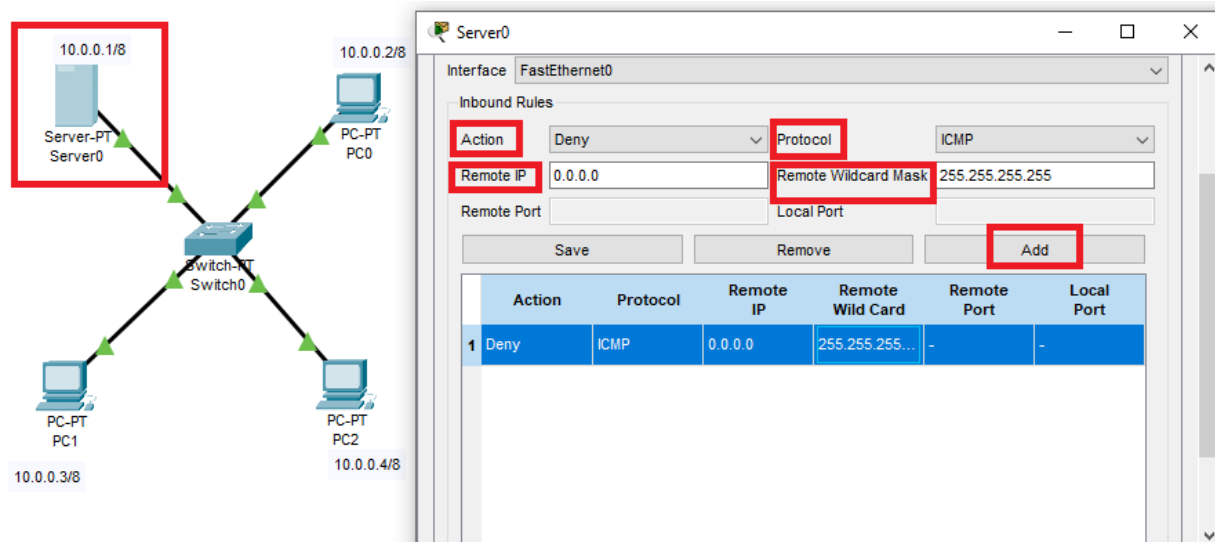 10.0.0.1/8
Server-PT
Server0
10.0.0.2/8
PC-PT
PC0
Switch-PT
Switch0
PC-PT
PC1
10.0.0.3/8
PC-PT
PC2
10.0.0.4/8
Server0
Interface FastEthernet0
Inbound Rules
Action Deny Protocol ICMP
Remote IP 0.0.0.0 Remote Wildcard Mask 255.255.255.255
Remote Port Local Port
Save Remove Add
Action Protocol Remote IP Remote Wild Card Remote Port Local Port
1 Deny ICMP 0.0.0.0 255.255.255... - -